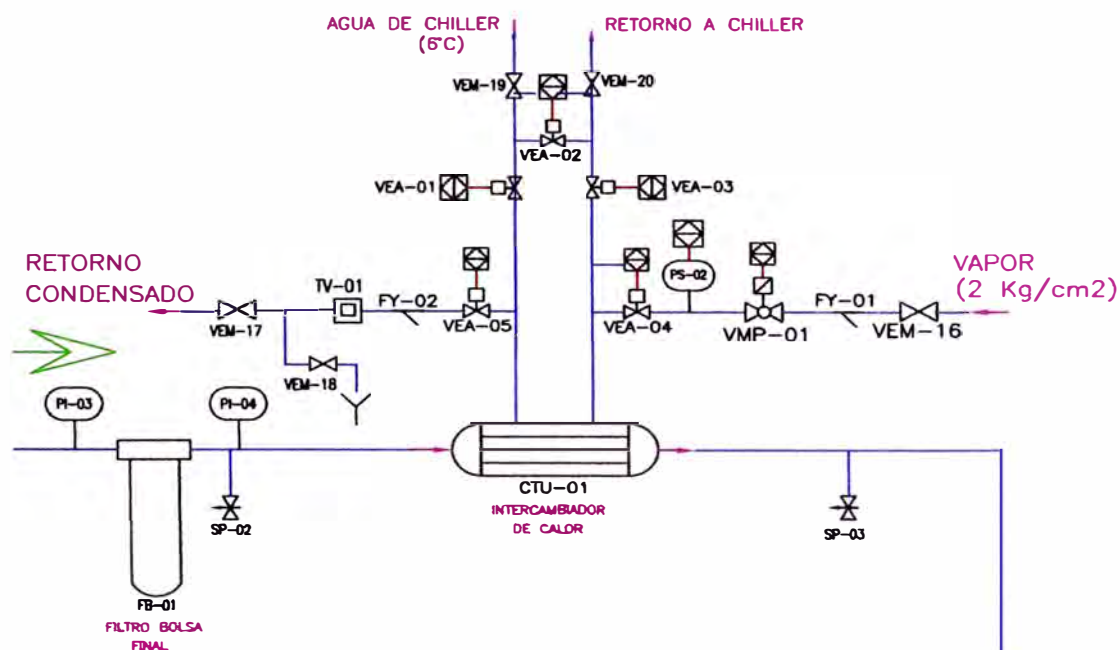 AGUA DE CHILLER
(6°C)
RETORNO A CHILLER
VEM-19
VEM-20
VEA-02
VEA-01
VEA-03
RETORNO
CONDENSADO
TV-01
FY-02
VEA-05
VEM-17
VEM-18
PS-02
VEA-04
VMP-01
FY-01
VEM-16
VAPOR
(2 Kg/cm2)
PI-03
PI-04
SP-02
FB-01
FILTRO BOLSA
FINAL
CTU-01
INTERCAMBIADOR
DE CALOR
SP-03